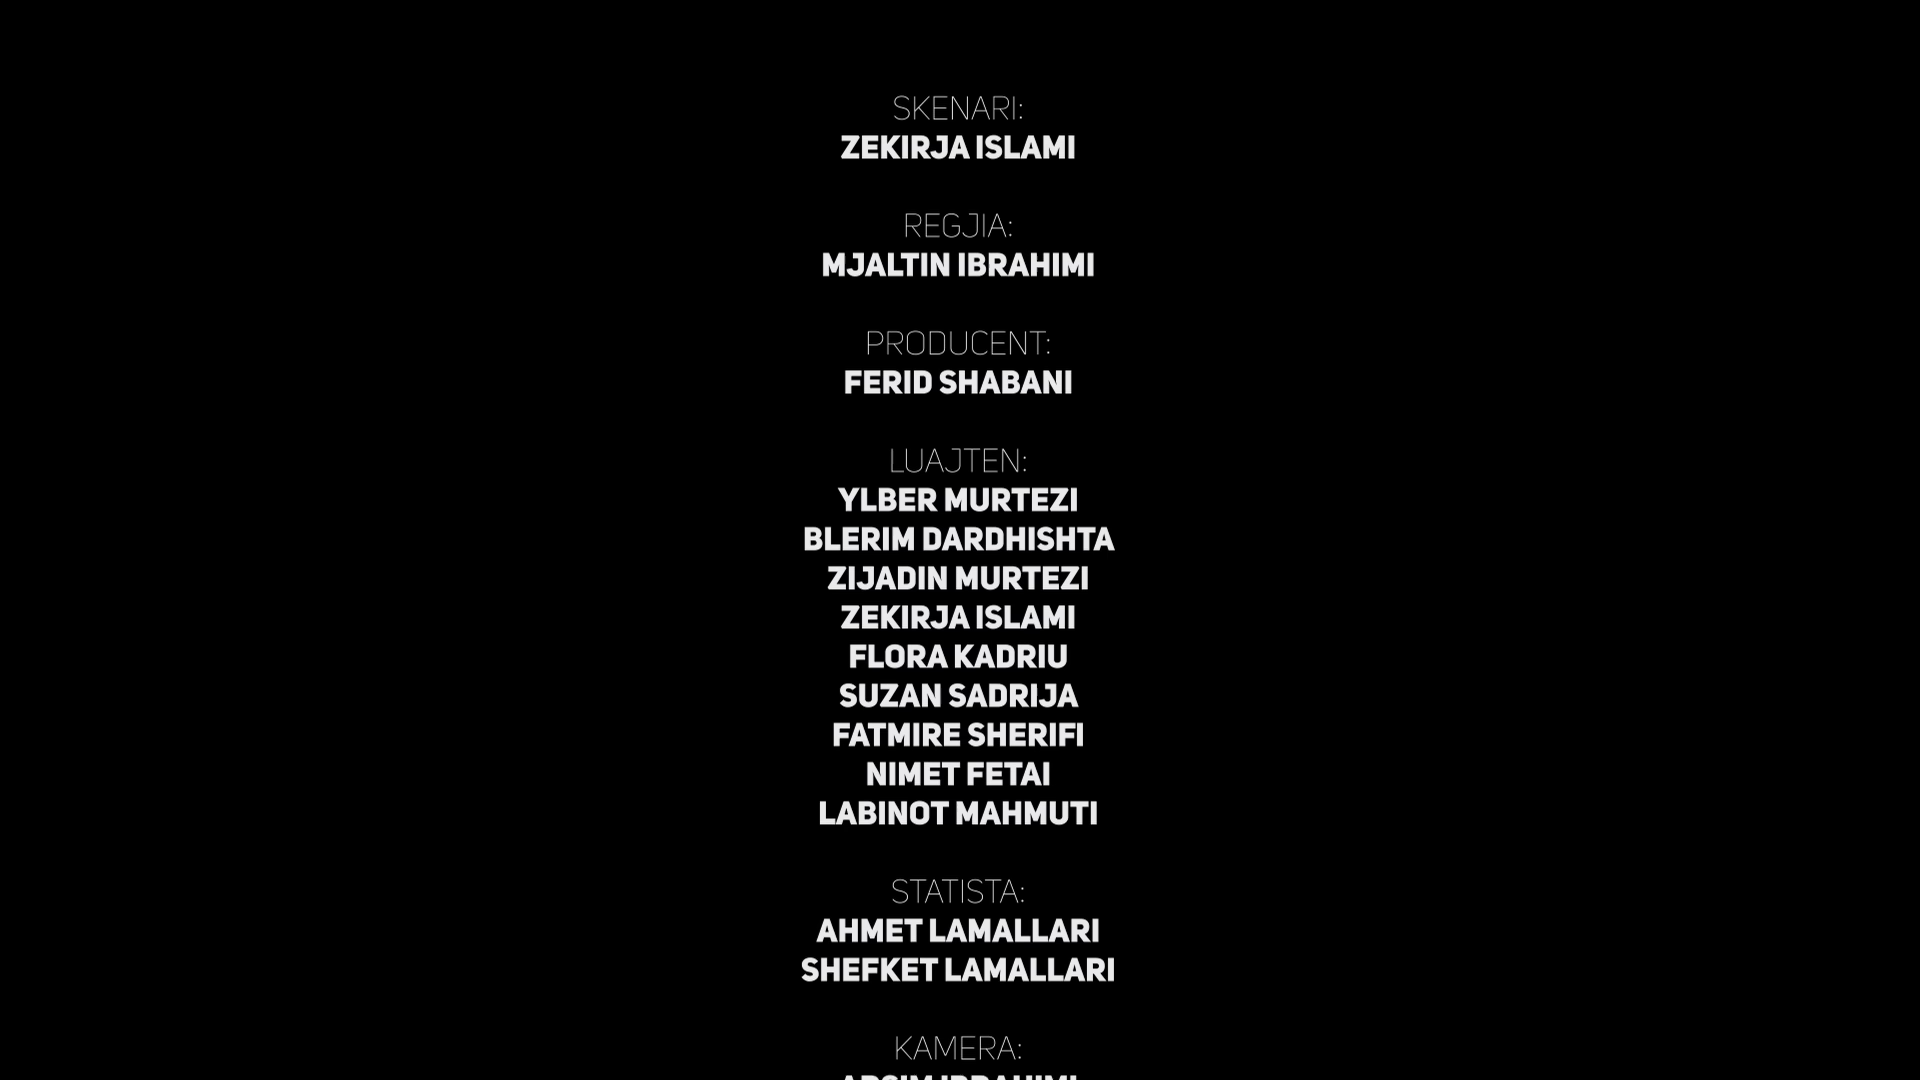 SKENARI:
ZEKIRJA ISLAMI
REGJIA:
MJALTIN IBRAHIMI
PRODUCENT:
FERID SHABANI
LUAJTEN:
YLBER MURTEZI
BLERIM DARDHISHTA
ZIJADIN MURTEZI
ZEKIRJA ISLAMI
FLORA KADRIU
SUZAN SADRIJA
FATMIRE SHERIFI
NIMET FETAI
LABINOT MAHMUTI
STATISTA:
AHMET LAMALLARI
SHEFKET LAMALLARI
KAMERA: